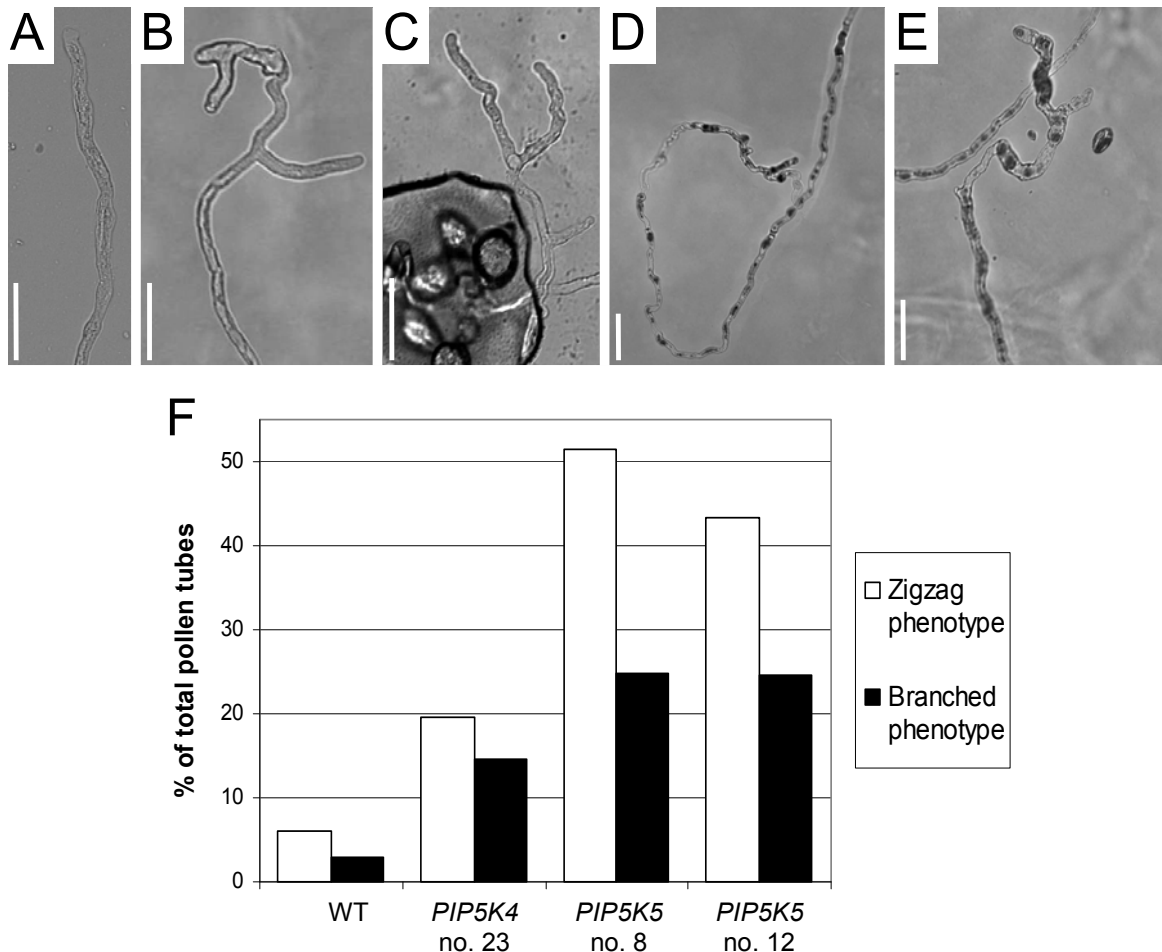 A
B
C
D
E
F
% of total pollen tubes
50
40
30
20
10
0
WT
PIP5K4
no. 23
PIP5K5
no. 8
PIP5K5
no. 12
Zigzag
phenotype
Branched
phenotype